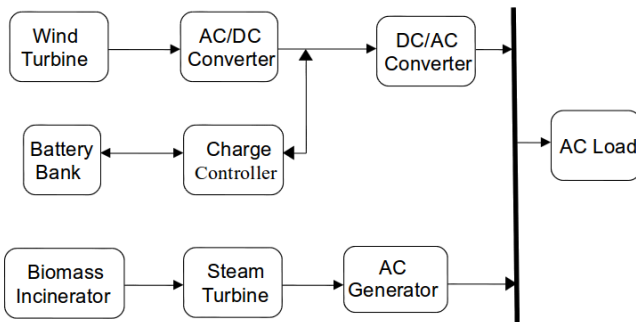 Wind
Turbine
AC/DC
Converter
DC/AC
Converter
Battery
Bank
Charge
Controller
AC Load
Biomass
Incinerator
Steam
Turbine
AC
Generator